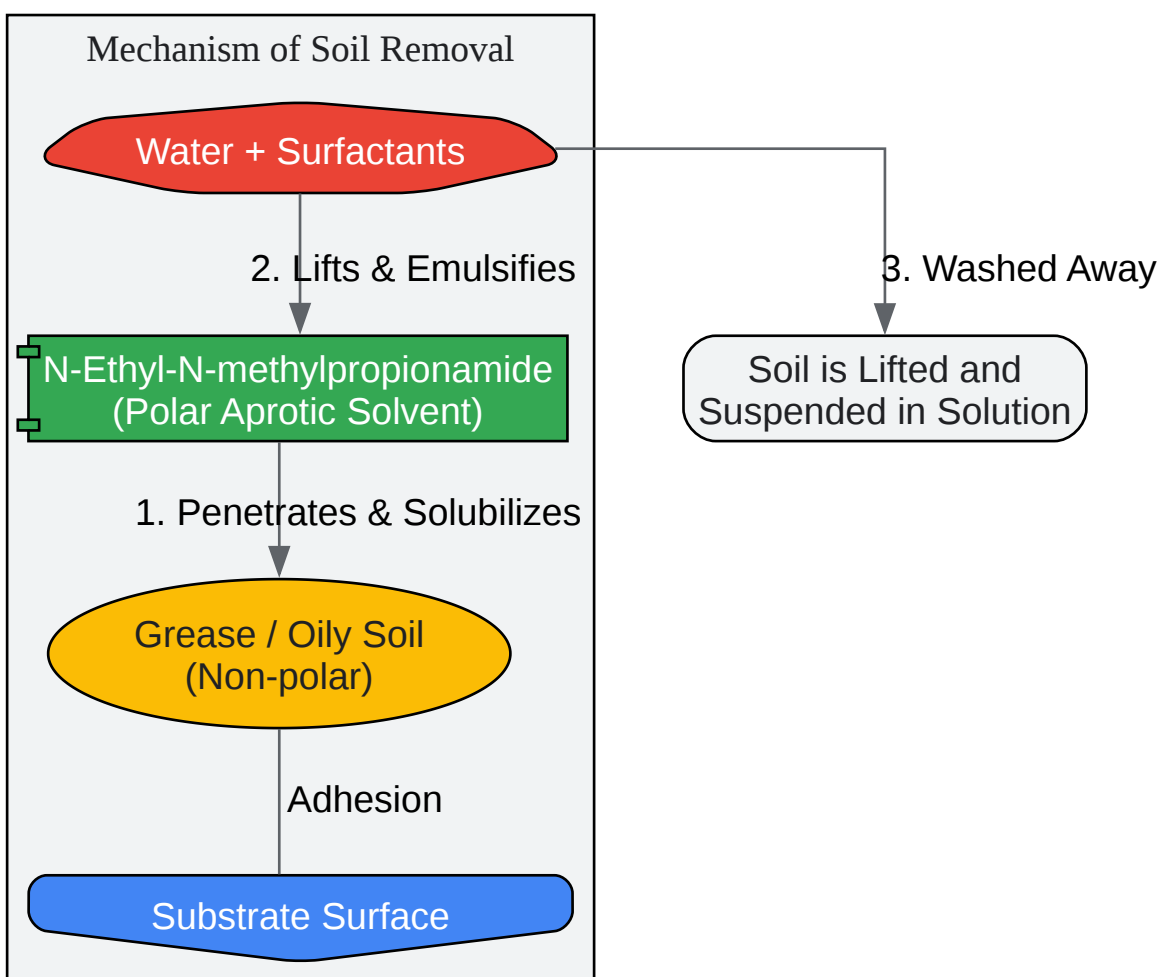 Mechanism of Soil Removal
Water + Surfactants
2. Lifts & Emulsifies
3. Washed Away
N-Ethyl-N-methylpropionamide
(Polar Aprotic Solvent)
Soil is Lifted and
Suspended in Solution
1. Penetrates & Solubilizes
Grease / Oily Soil
(Non-polar)
Adhesion
Substrate Surface